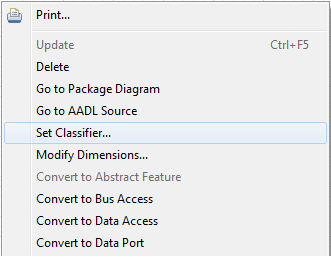 Print...
Update Ctrl+F5
Delete
Go to Package Diagram
Go to AADL Source
Set Classifier...
Modify Dimensions...
Convert to Abstract Feature
Convert to Bus Access
Convert to Data Access
Convert to Data Port